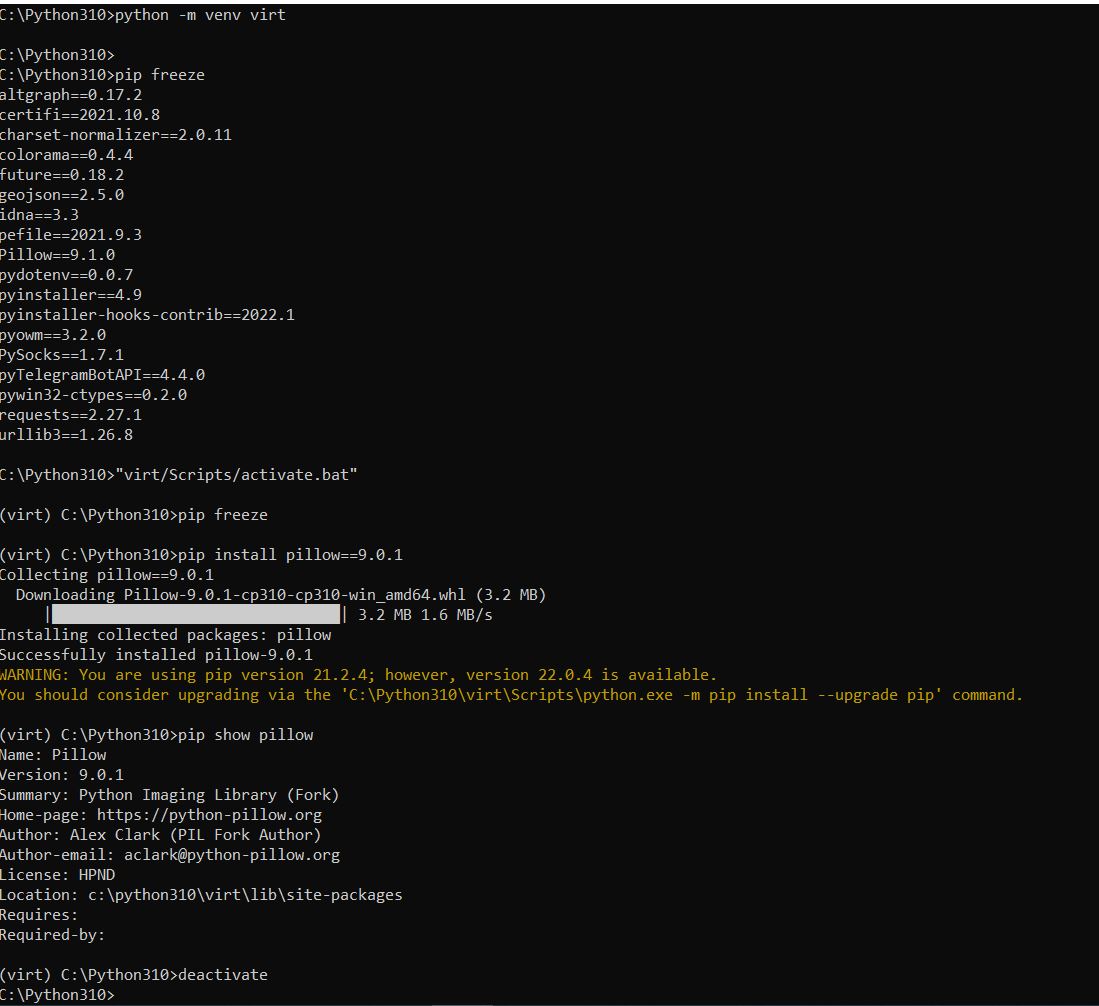 C:\Python310>python -m venv virt
C:\Python310>
C:\Python310>pip freeze
altgraph==0.17.2
certifi==2021.10.8
charset-normalizer==2.0.11
colorama==0.4.4
future==0.18.2
geojson==2.5.0
idna==3.3
pefile==2021.9.3
Pillow==9.1.0
pydotenv==0.0.7
pyinstaller==4.9
pyinstaller-hooks-contrib==2022.1
pyowm==3.2.0
PySocks==1.7.1
pyTelegramBotAPI==4.4.0
pywin32-ctypes==0.2.0
requests==2.27.1
urllib3==1.26.8
C:\Python310>"virt/Scripts/activate.bat"
(virt) C:\Python310>pip freeze
(virt) C:\Python310>pip install pillow==9.0.1
Collecting pillow==9.0.1
  Downloading Pillow-9.0.1-cp310-cp310-win_amd64.whl (3.2 MB)
     |████████████████████████████████| 3.2 MB 1.6 MB/s
Installing collected packages: pillow
Successfully installed pillow-9.0.1
WARNING: You are using pip version 21.2.4; however, version 22.0.4 is available.
You should consider upgrading via the 'C:\Python310\virt\Scripts\python.exe -m pip install --upgrade pip' command.
(virt) C:\Python310>pip show pillow
Name: Pillow
Version: 9.0.1
Summary: Python Imaging Library (Fork)
Home-page: https://python-pillow.org
Author: Alex Clark (PIL Fork Author)
Author-email: aclark@python-pillow.org
License: HPND
Location: c:\python310\virt\lib\site-packages
Requires:
Required-by:
(virt) C:\Python310>deactivate
C:\Python310>